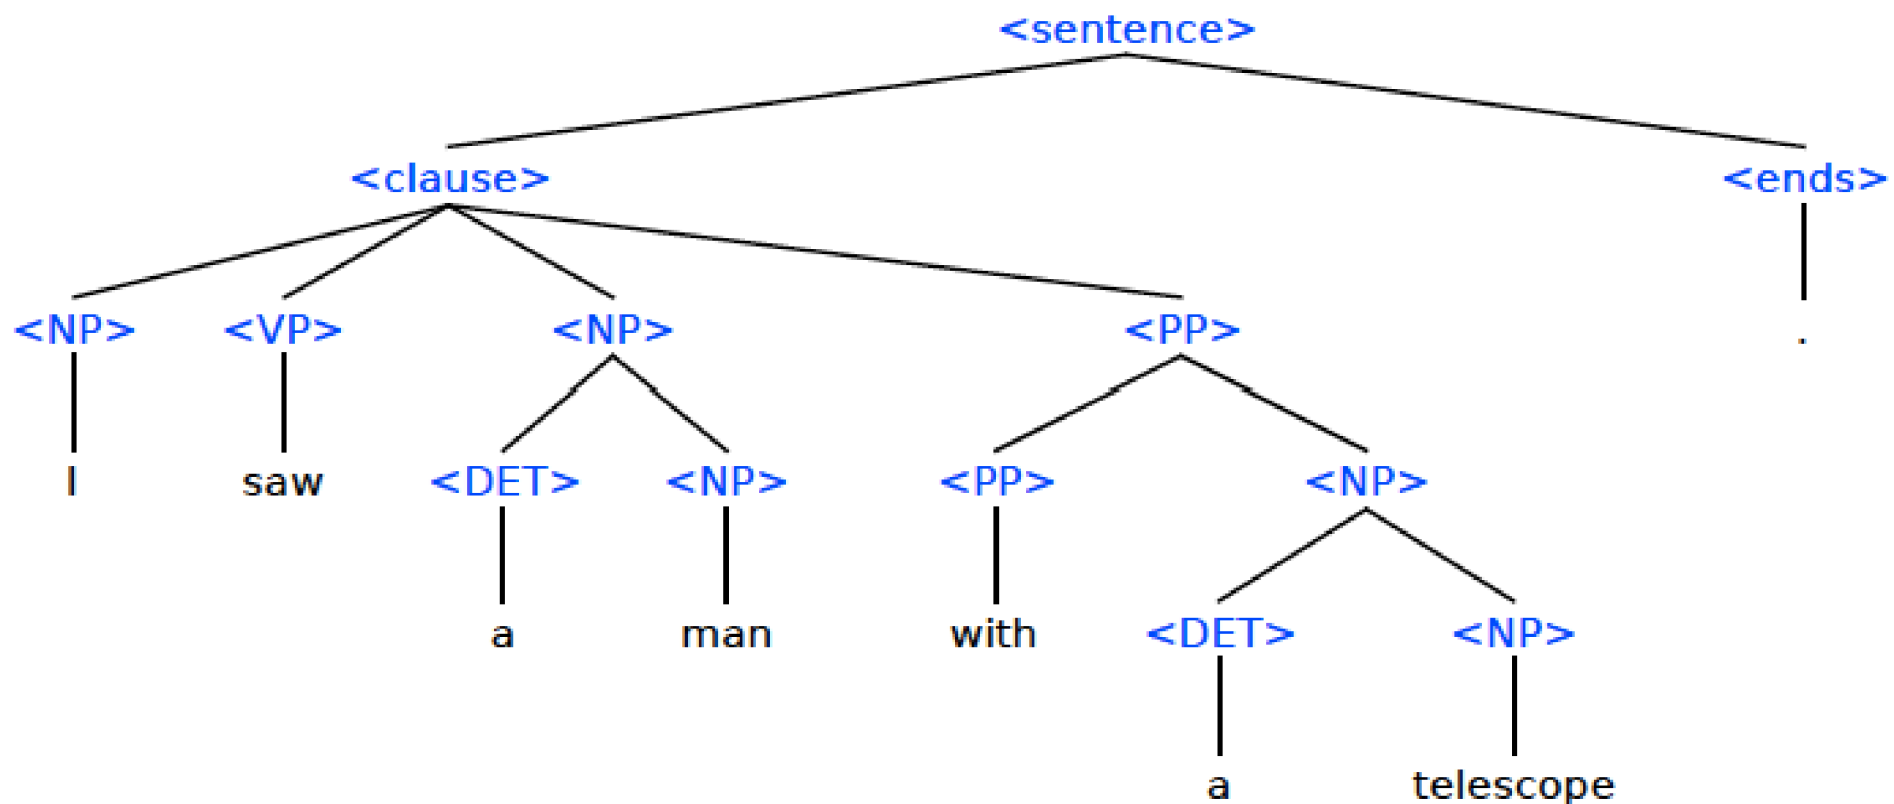 <sentence>
<clause> <ends>
<NP> <VP> <NP> <PP> .
I saw <DET> <NP> <PP> <NP>
a man with <DET> <NP>
a telescope